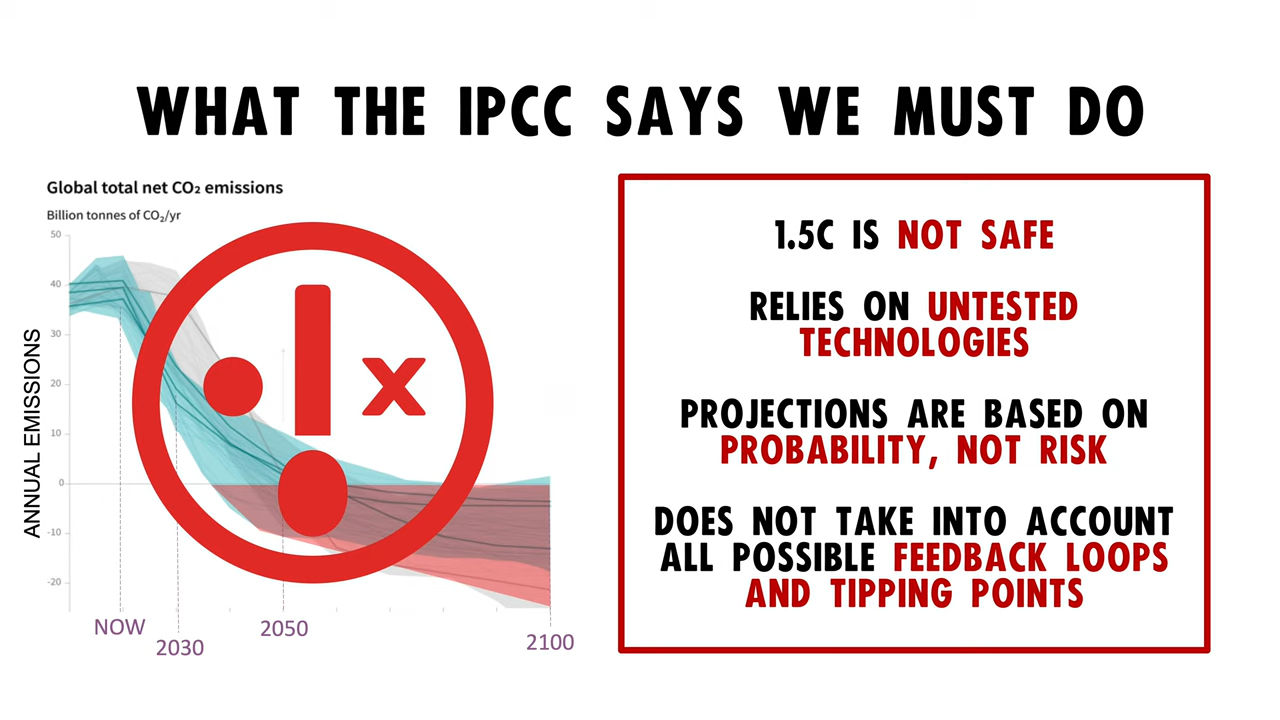 WHAT THE IPCC SAYS WE MUST DO
Global total net CO₂ emissions
Billion tonnes of CO₂/yr
50
40
30
20
10
0
-10
-20
ANNUAL EMISSIONS
x
NOW
2030
2050
2100
1.5C IS NOT SAFE
RELIES ON UNTESTED
TECHNOLOGIES
PROJECTIONS ARE BASED ON
PROBABILITY, NOT RISK
DOES NOT TAKE INTO ACCOUNT
ALL POSSIBLE FEEDBACK LOOPS
AND TIPPING POINTS